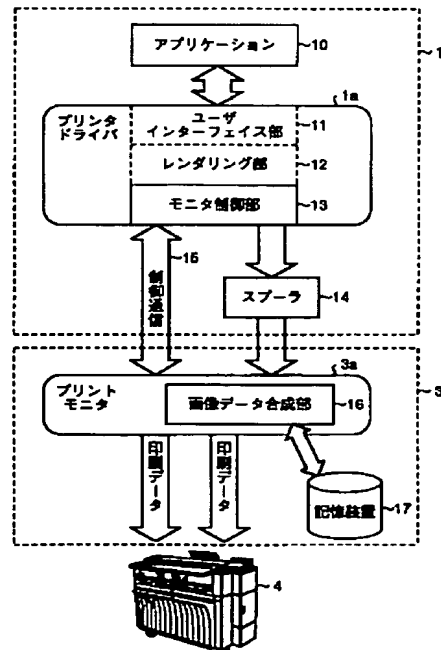 アプリケーション
10
1
1a
プリンタ
ドライバ
ユーザ
インターフェイス部
11
レンダリング部
12
モニタ制御部
13
制御通信
15
スプーラ
14
3a
3
プリント
モニタ
画像データ合成部
16
印刷データ
印刷データ
記憶装置
17
4